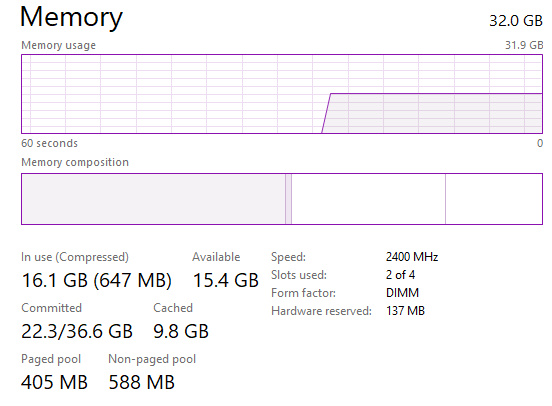 Memory 32.0 GB
Memory usage 31.9 GB
60 seconds 0
Memory composition
In use (Compressed) Available Speed: 2400 MHz
16.1 GB (647 MB) 15.4 GB Slots used: 2 of 4
Form factor: DIMM
Committed Cached Hardware reserved: 137 MB
22.3/36.6 GB 9.8 GB
Paged pool Non-paged pool
405 MB 588 MB